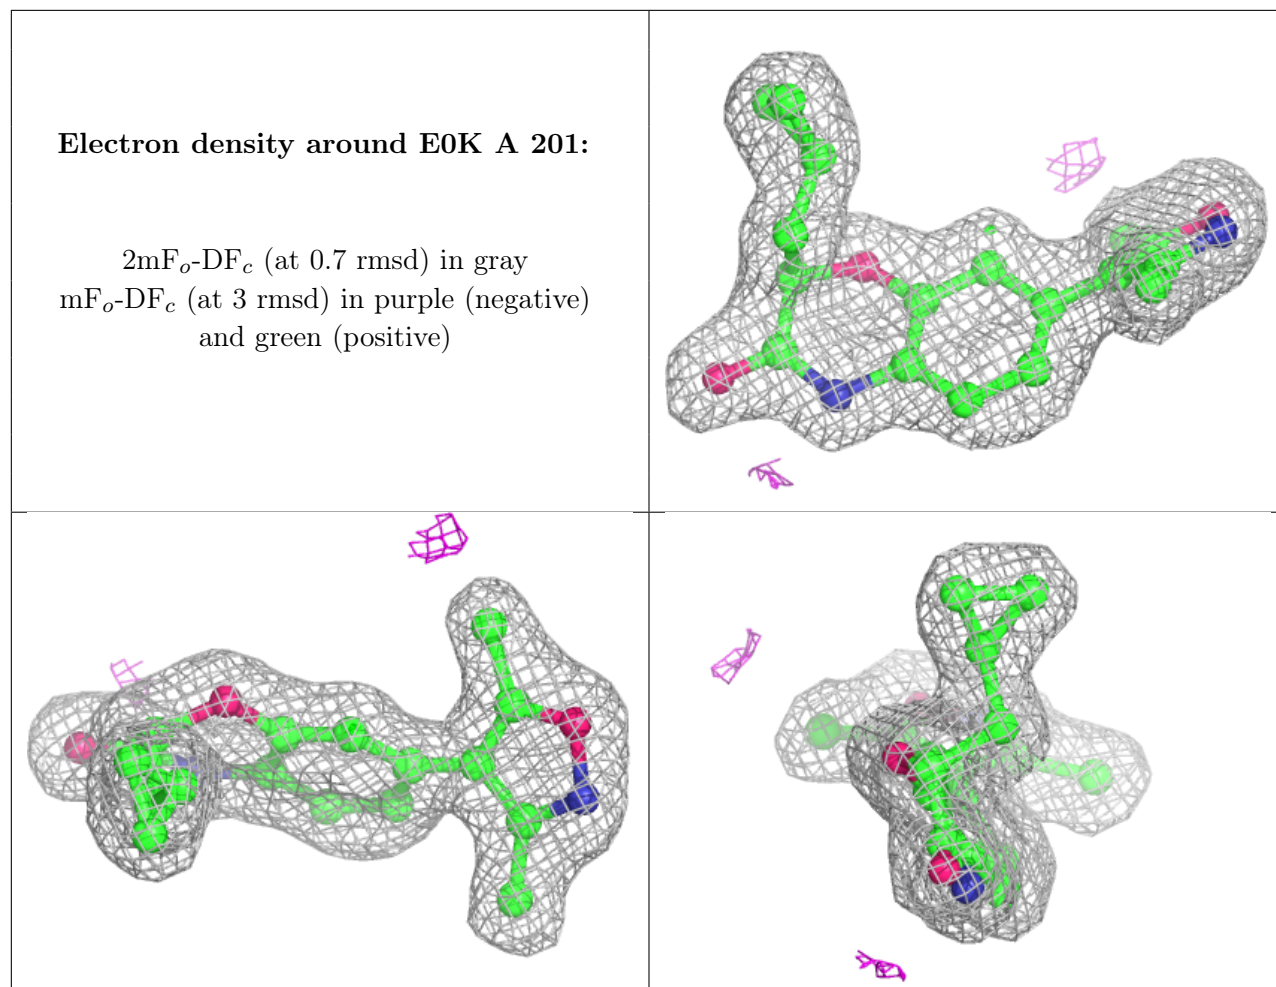 Electron density around E0K A 201:
2mFo-DFc (at 0.7 rmsd) in gray
mFo-DFc (at 3 rmsd) in purple (negative)
and green (positive)